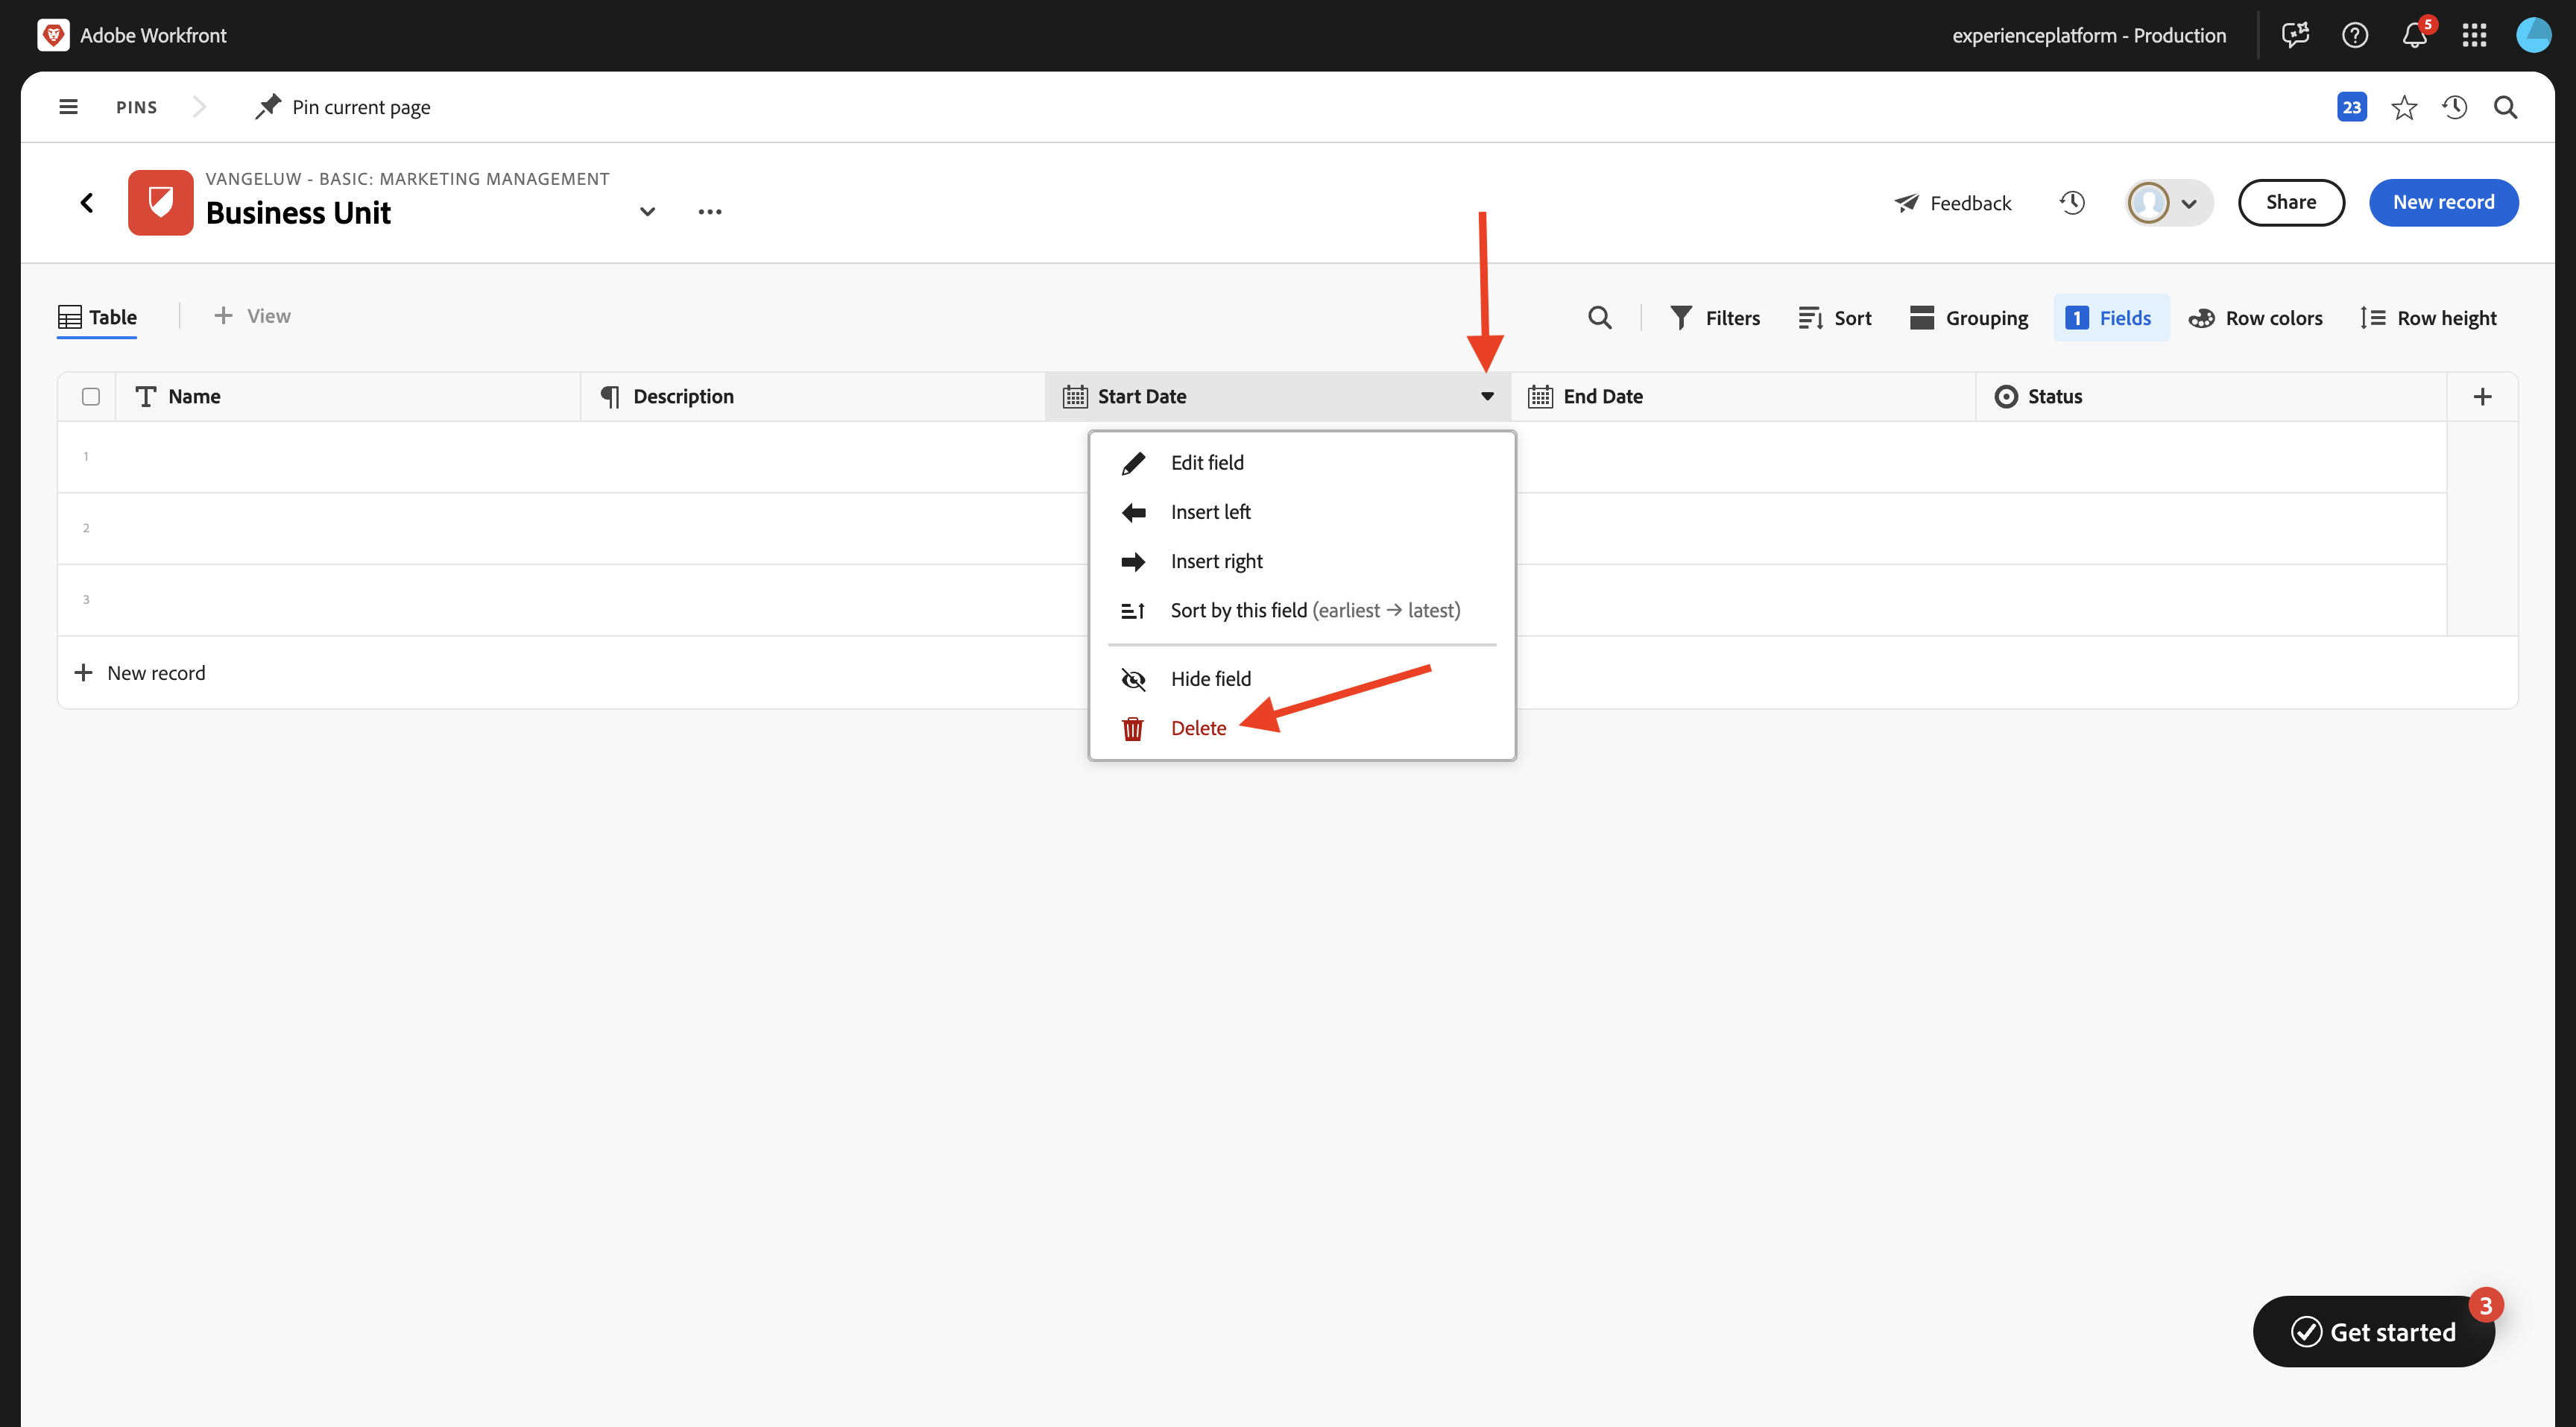 Adobe Workfront
experienceplatform - Production
5
PINS
Pin current page
23
VANGELUW - BASIC: MARKETING MANAGEMENT
Business Unit
Feedback
Share
New record
Table
View
Filters
Sort
Grouping
1 Fields
Row colors
Row height
Name
Description
Start Date
End Date
Status
1
2
3
New record
Edit field
Insert left
Insert right
Sort by this field (earliest → latest)
Hide field
Delete
3
Get started